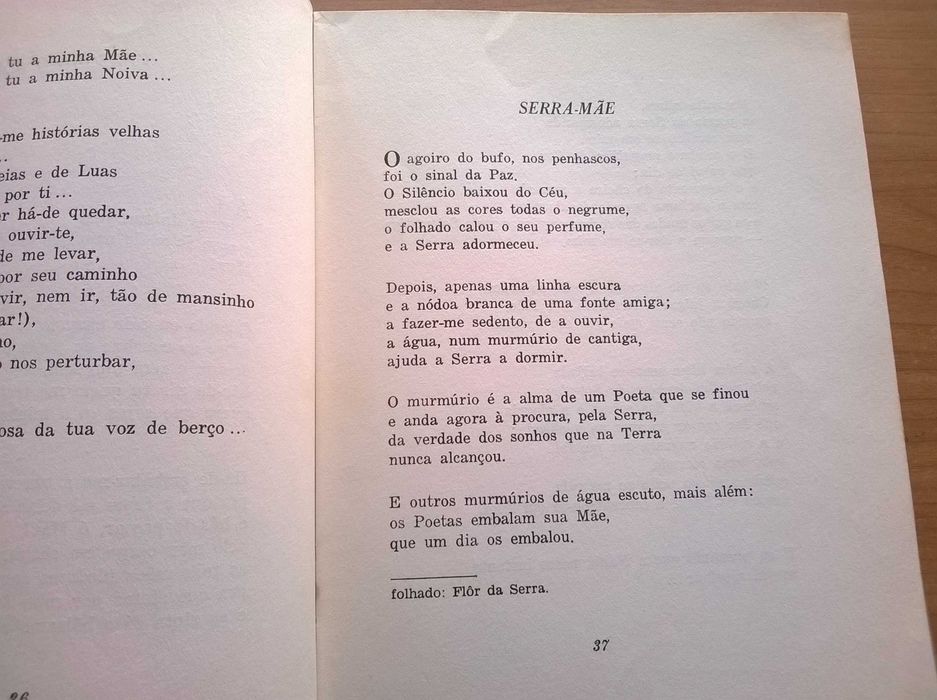 tu a minha Mãe...
tu a minha Noiva...
-me histórias velhas
..
eias e de Luas
por ti...
er há-de quedar,
ouvir-te,
de me levar,
por seu caminho
vir, nem ir, tão de mansinho
ar!),
no,
nos perturbar,
osa da tua voz de berço...
36
SERRA-MÃE
O agoiro do bufo, nos penhascos,
foi o sinal da Paz.
O Silêncio baixou do Céu,
mesclou as cores todas o negrume,
o folhado calou o seu perfume,
e a Serra adormeceu.
Depois, apenas uma linha escura
e a nódoa branca de uma fonte amiga;
a fazer-me sedento, de a ouvir,
a água, num murmúrio de cantiga,
ajuda a Serra a dormir.
O murmúrio é a alma de um Poeta que se finou
e anda agora à procura, pela Serra,
da verdade dos sonhos que na Terra
nunca alcançou.
E outros murmúrios de água escuto, mais além:
os Poetas embalam sua Mãe,
que um dia os embalou.
folhado: Flôr da Serra.
37